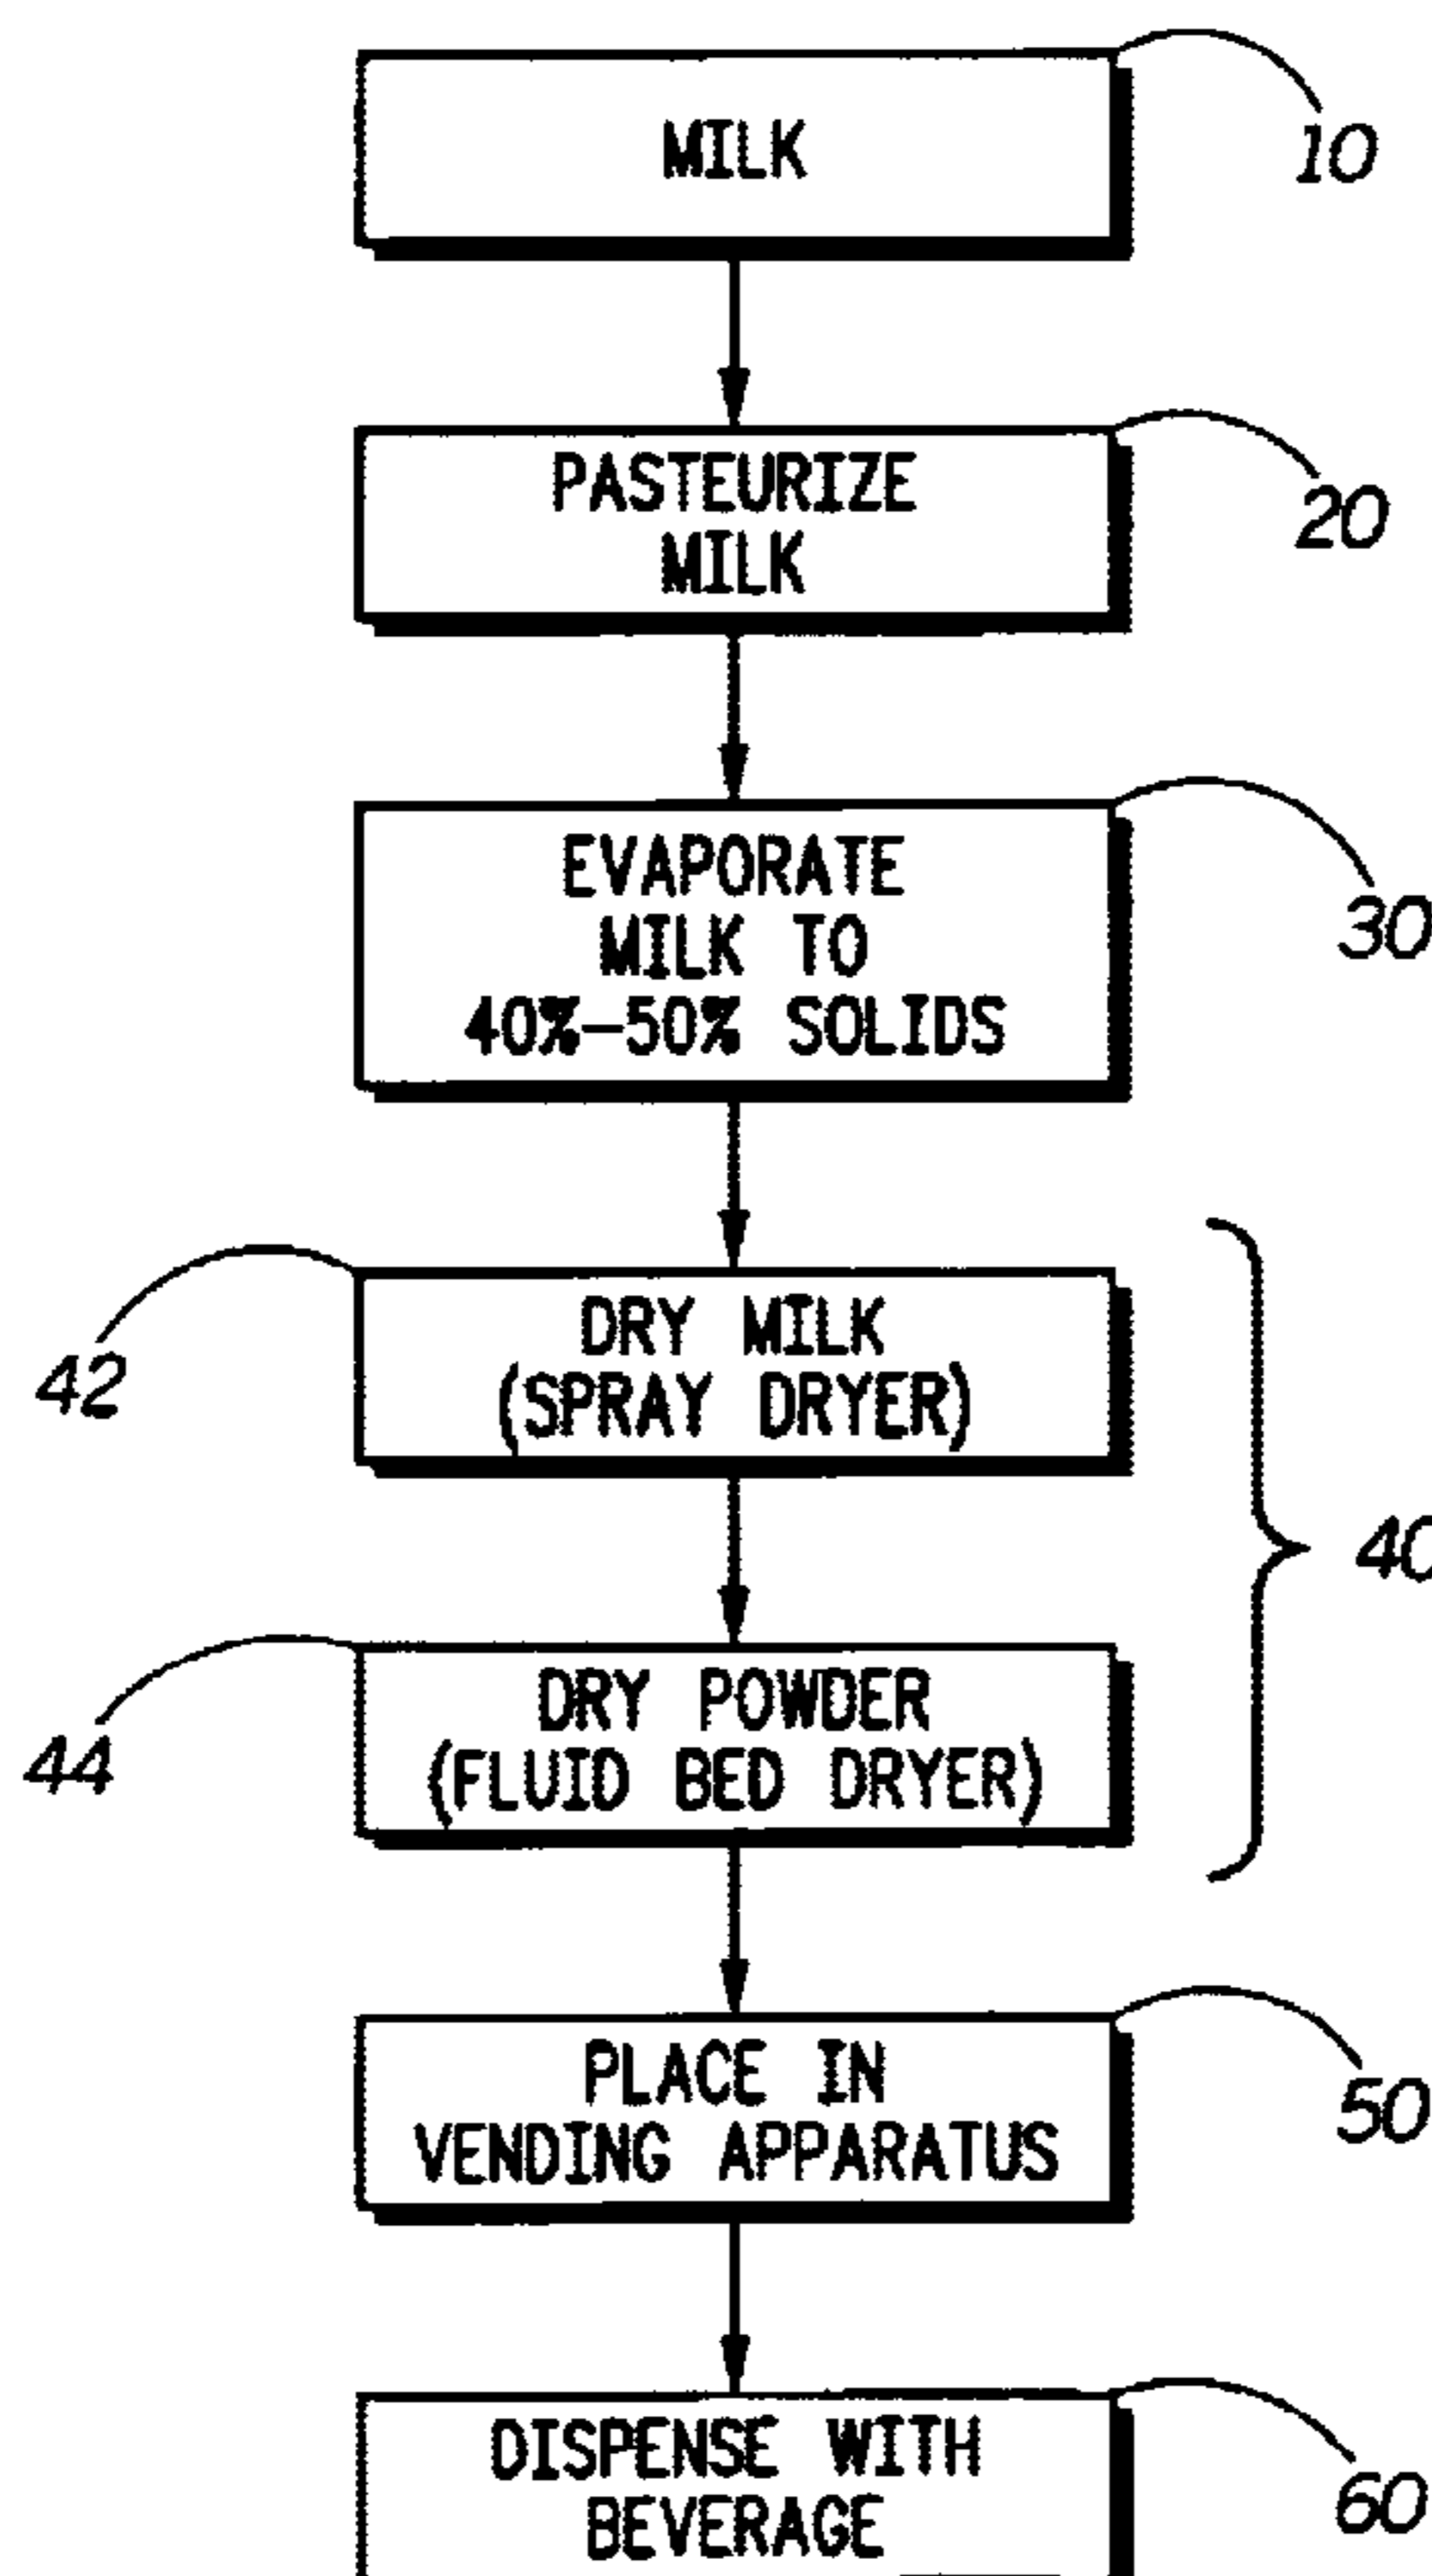 MILK
10
PASTEURIZE
MILK
20
EVAPORATE
MILK TO
40%-50% SOLIDS
30
42
DRY MILK
(SPRAY DRYER)
40
44
DRY POWDER
(FLUID BED DRYER)
PLACE IN
VENDING APPARATUS
50
DISPENSE WITH
BEVERAGE
60